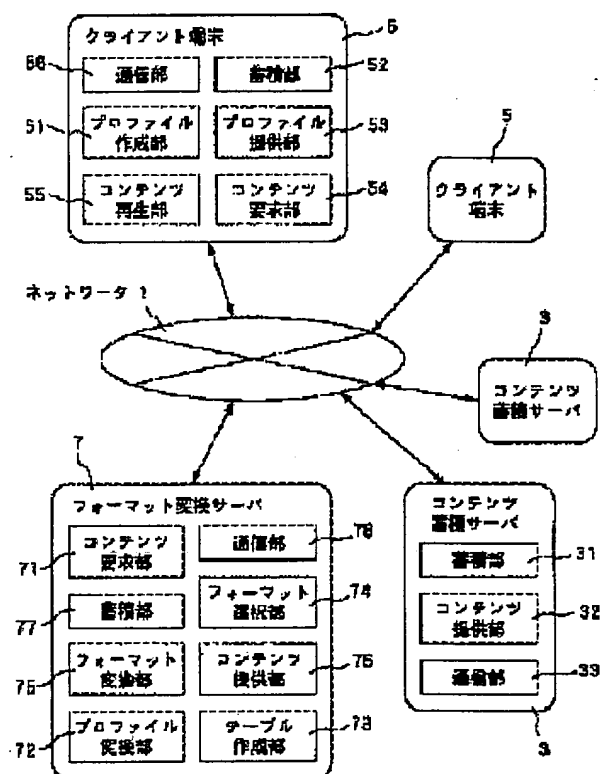 クライアント端末
5
56
通信部
蓄積部
52
51
プロファイル
作成部
プロファイル
提供部
53
55
コンテンツ
再生部
コンテンツ
要求部
54
5
クライアント
端末
ネットワーク 1
3
コンテンツ
蓄積サーバ
7
フォーマット変換サーバ
71
コンテンツ
要求部
通信部
77
蓄積部
フォーマット
選択部
74
フォーマット
変換部
コンテンツ
提供部
72
プロファイル
変換部
テーブル
作成部
73
コンテンツ
蓄積サーバ
蓄積部
31
コンテンツ
提供部
32
通信部
33
3